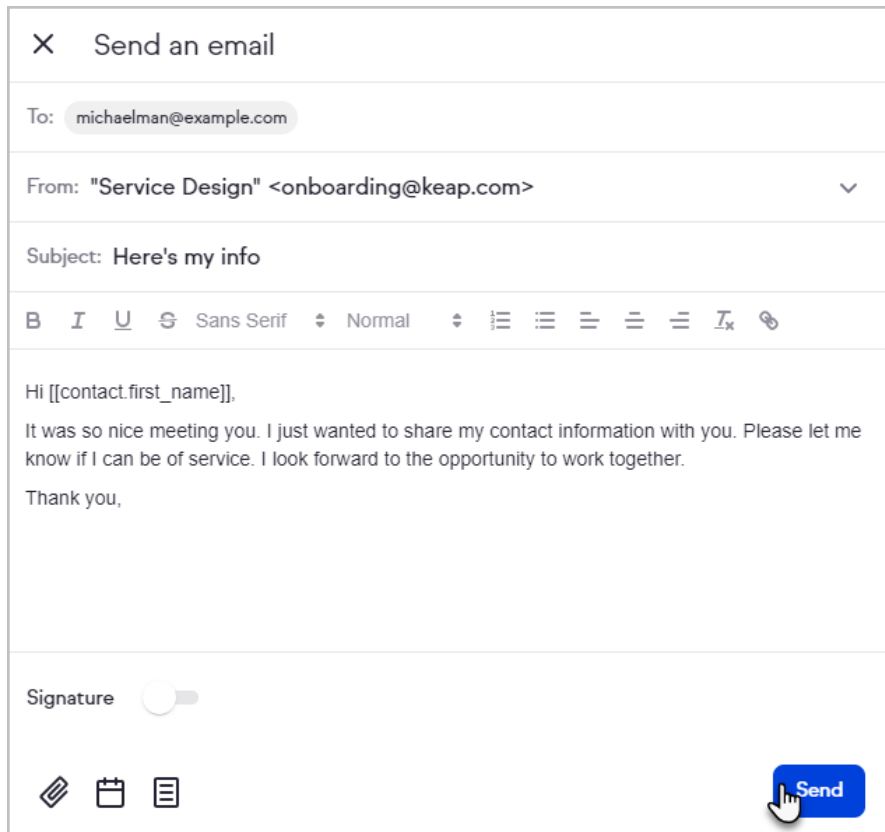 Send an email
To: michaelman@example.com
From: "Service Design" <onboarding@keap.com>
Subject: Here's my info
B I U S Sans Serif Normal
Hi [[contact.first_name]],
It was so nice meeting you. I just wanted to share my contact information with you. Please let me
know if I can be of service. I look forward to the opportunity to work together.
Thank you,
Signature
Send